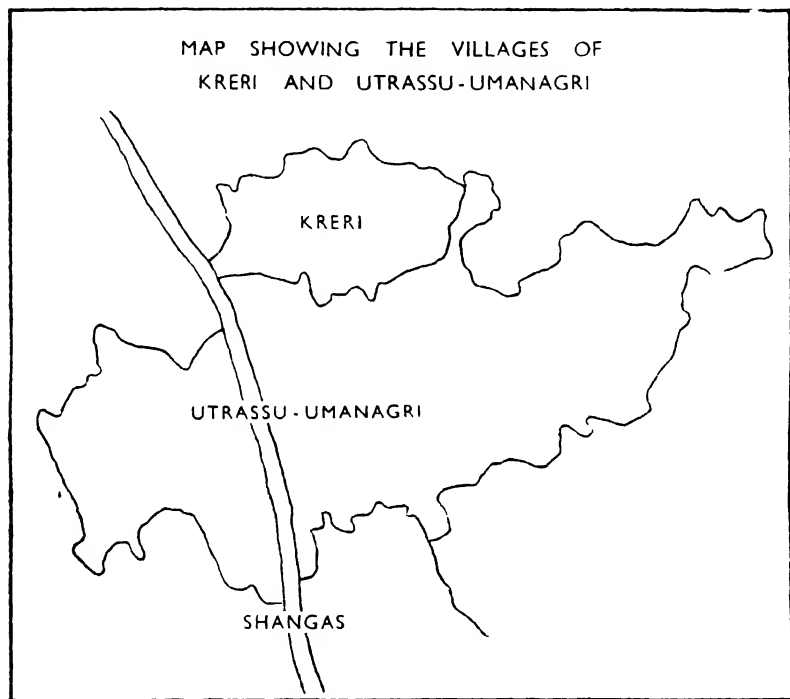 MAP SHOWING THE VILLAGES OF
KRERI AND UTRASSU-UMANAGRI
KRERI
UTRASSU-UMANAGRI
SHANGAS